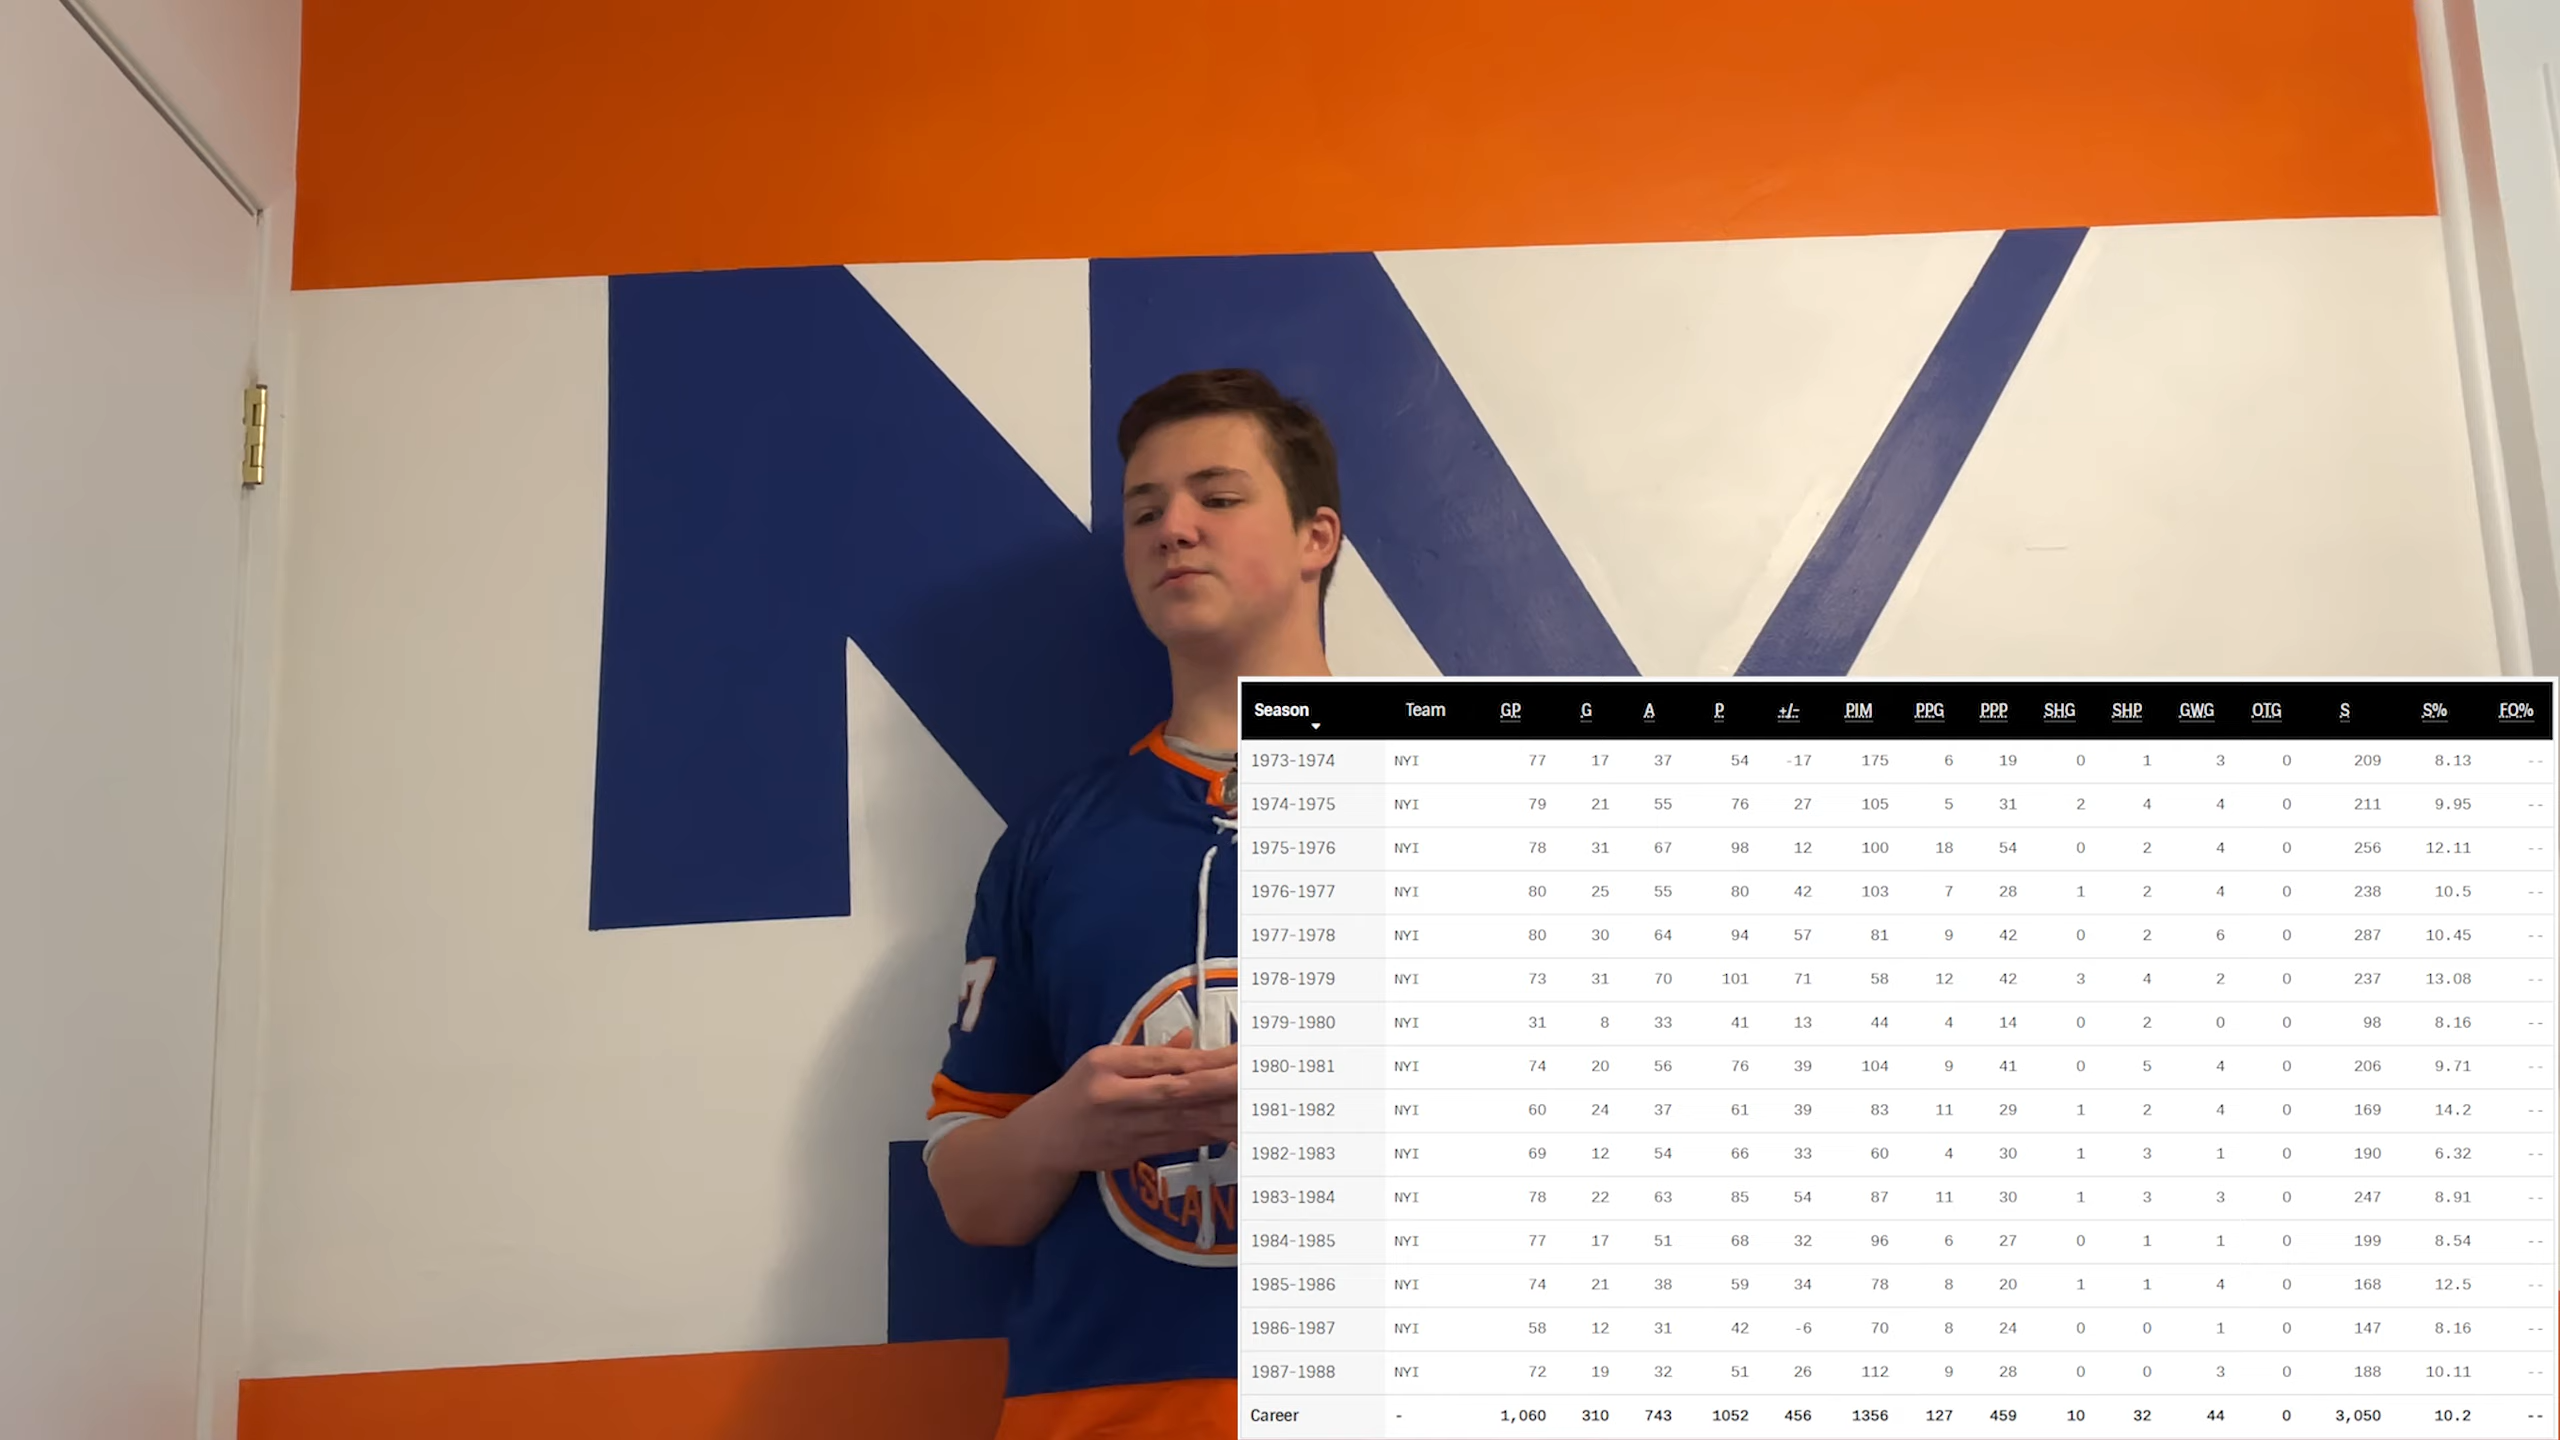 NY
7
ISLAN
Season Team GP G A P +/- PIM PPG PPP SHG SHP GWG OTG S S% FO%
1973-1974 NYI 77 17 37 54 -17 175 6 19 0 1 3 0 209 8.13 --
1974-1975 NYI 79 21 55 76 27 105 5 31 2 4 4 0 211 9.95 --
1975-1976 NYI 78 31 67 98 12 100 18 54 0 2 4 0 256 12.11 --
1976-1977 NYI 80 25 55 80 42 103 7 28 1 2 4 0 238 10.5 --
1977-1978 NYI 80 30 64 94 57 81 9 42 0 2 6 0 287 10.45 --
1978-1979 NYI 73 31 70 101 71 58 12 42 3 4 2 0 237 13.08 --
1979-1980 NYI 31 8 33 41 13 44 4 14 0 2 0 0 98 8.16 --
1980-1981 NYI 74 20 56 76 39 104 9 41 0 5 4 0 206 9.71 --
1981-1982 NYI 60 24 37 61 39 83 11 29 1 2 4 0 169 14.2 --
1982-1983 NYI 69 12 54 66 33 60 4 30 1 3 1 0 190 6.32 --
1983-1984 NYI 78 22 63 85 54 87 11 30 1 3 3 0 247 8.91 --
1984-1985 NYI 77 17 51 68 32 96 6 27 0 1 1 0 199 8.54 --
1985-1986 NYI 74 21 38 59 34 78 8 20 1 1 4 0 168 12.5 --
1986-1987 NYI 58 12 31 42 -6 70 8 24 0 0 1 0 147 8.16 --
1987-1988 NYI 72 19 32 51 26 112 9 28 0 0 3 0 188 10.11 --
Career - 1,060 310 743 1052 456 1356 127 459 10 32 44 0 3,050 10.2 --